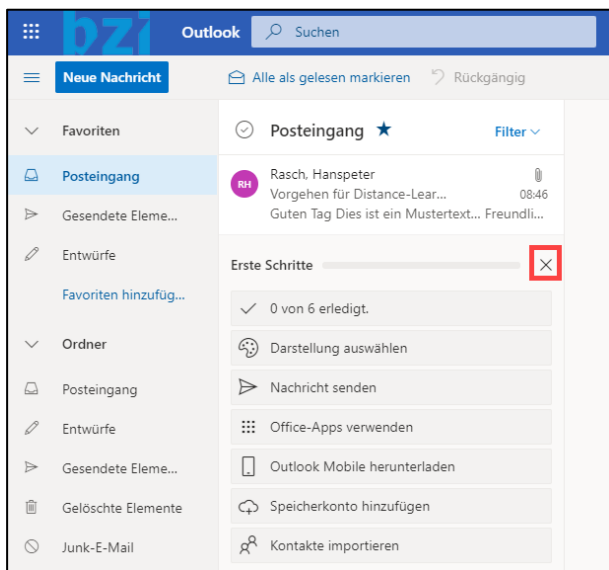 bzi
Outlook
Suchen
Neue Nachricht
Alle als gelesen markieren
Rückgängig
Favoriten
Posteingang
Gesendete Eleme...
Entwürfe
Favoriten hinzufüg...
Ordner
Posteingang
Entwürfe
Gesendete Eleme...
Gelöschte Elemente
Junk-E-Mail
Posteingang
Filter
RH
Rasch, Hanspeter
Vorgehen für Distance-Lear... 08:46
Guten Tag Dies ist ein Mustertext... Freundli...
Erste Schritte
0 von 6 erledigt.
Darstellung auswählen
Nachricht senden
Office-Apps verwenden
Outlook Mobile herunterladen
Speicherkonto hinzufügen
Kontakte importieren